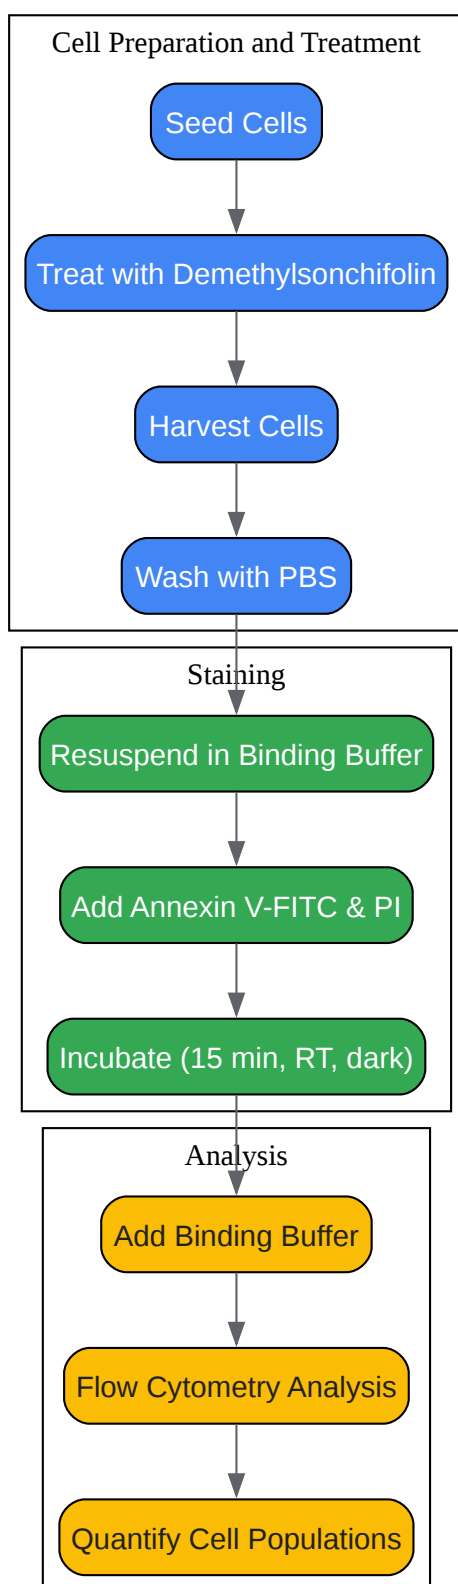 Cell Preparation and Treatment
Seed Cells
Treat with Demethylsonchifolin
Harvest Cells
Wash with PBS
Staining
Resuspend in Binding Buffer
Add Annexin V-FITC & PI
Incubate (15 min, RT, dark)
Analysis
Add Binding Buffer
Flow Cytometry Analysis
Quantify Cell Populations